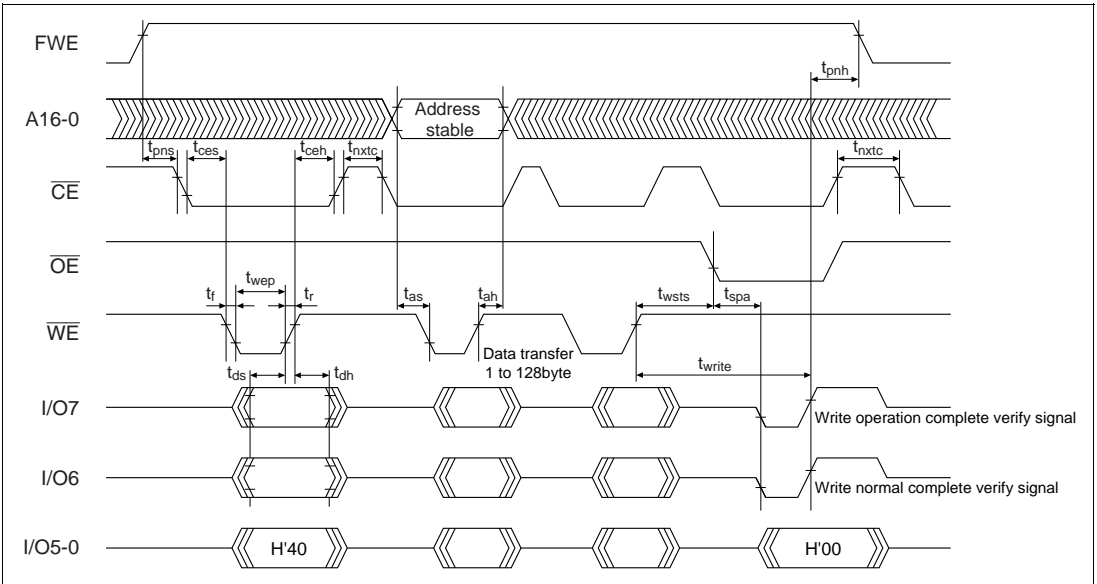 FWE
tpnh
A16-0
Address
stable
tpns
tces
tceh
tnxtc
tnxtc
CE
OE
tf
twep
tr
tas
tah
twsts
tspa
WE
Data transfer
1 to 128byte
twrite
tds
tdh
I/O7
Write operation complete verify signal
I/O6
Write normal complete verify signal
I/O5-0
H'40
H'00